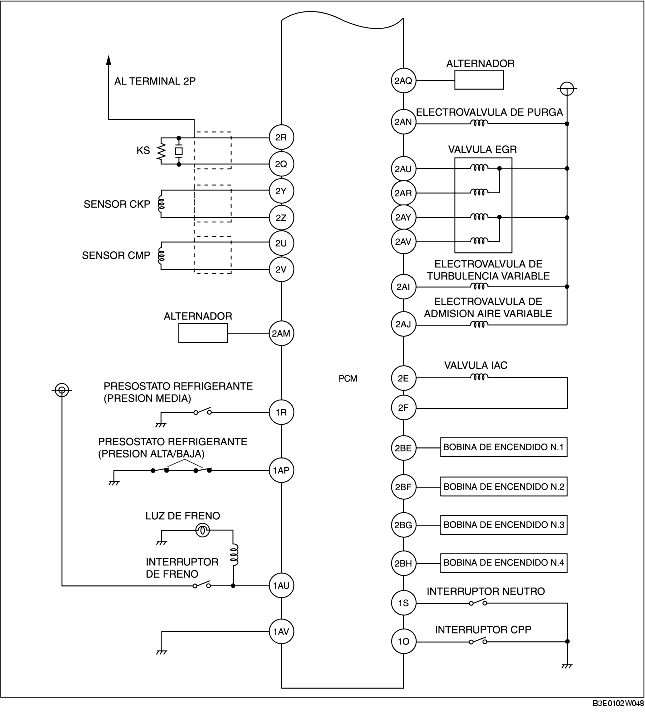 AL TERMINAL 2P
KS
2R
2Q
SENSOR CKP
2Y
2Z
SENSOR CMP
2U
2V
ALTERNADOR
2AM
PRESOSTATO REFRIGERANTE
(PRESION MEDIA)
1R
PRESOSTATO REFRIGERANTE
(PRESION ALTA/BAJA)
1AP
LUZ DE FRENO
INTERRUPTOR
DE FRENO
1AU
1AV
PCM
2AQ
ALTERNADOR
2AN
ELECTROVALVULA DE PURGA
VALVULA EGR
2AU
2AR
2AY
2AV
ELECTROVALVULA DE
TURBULENCIA VARIABLE
2AI
ELECTROVALVULA DE
ADMISION AIRE VARIABLE
2AJ
VALVULA IAC
2E
2F
2BE
BOBINA DE ENCENDIDO N.1
2BF
BOBINA DE ENCENDIDO N.2
2BG
BOBINA DE ENCENDIDO N.3
2BH
BOBINA DE ENCENDIDO N.4
INTERRUPTOR NEUTRO
1S
INTERRUPTOR CPP
1O
B3E0102W048